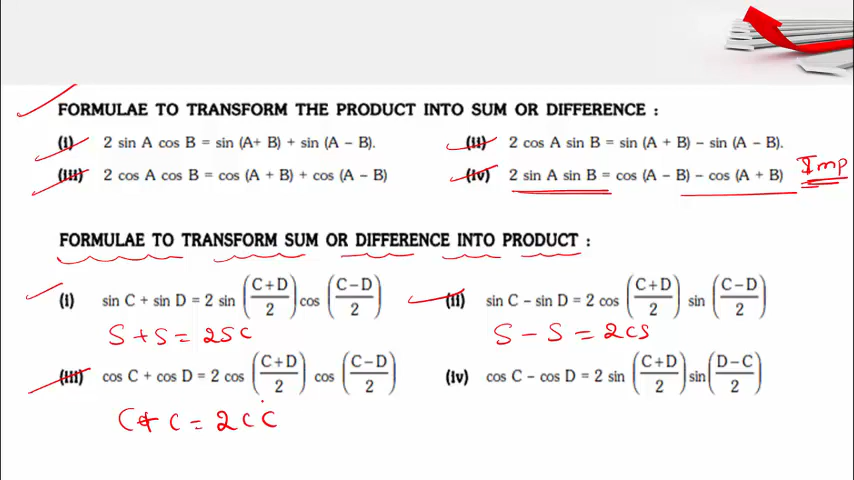 FORMULAE TO TRANSFORM THE PRODUCT INTO SUM OR DIFFERENCE :
(i) 2 sin A cos B = sin (A+ B) + sin (A − B). (ii) 2 cos A sin B = sin (A + B) − sin (A − B).
(iii) 2 cos A cos B = cos (A + B) + cos (A − B) (iv) 2 sin A sin B = cos (A − B) − cos (A + B) Imp
FORMULAE TO TRANSFORM SUM OR DIFFERENCE INTO PRODUCT :
(i) sin C + sin D = 2 sin ((C+D)/2) cos ((C−D)/2) (ii) sin C − sin D = 2 cos ((C+D)/2) sin ((C−D)/2)
S + S = 2SC S − S = 2CS
(iii) cos C + cos D = 2 cos ((C+D)/2) cos ((C−D)/2) (iv) cos C − cos D = 2 sin ((C+D)/2) sin ((D−C)/2)
C + C = 2CC